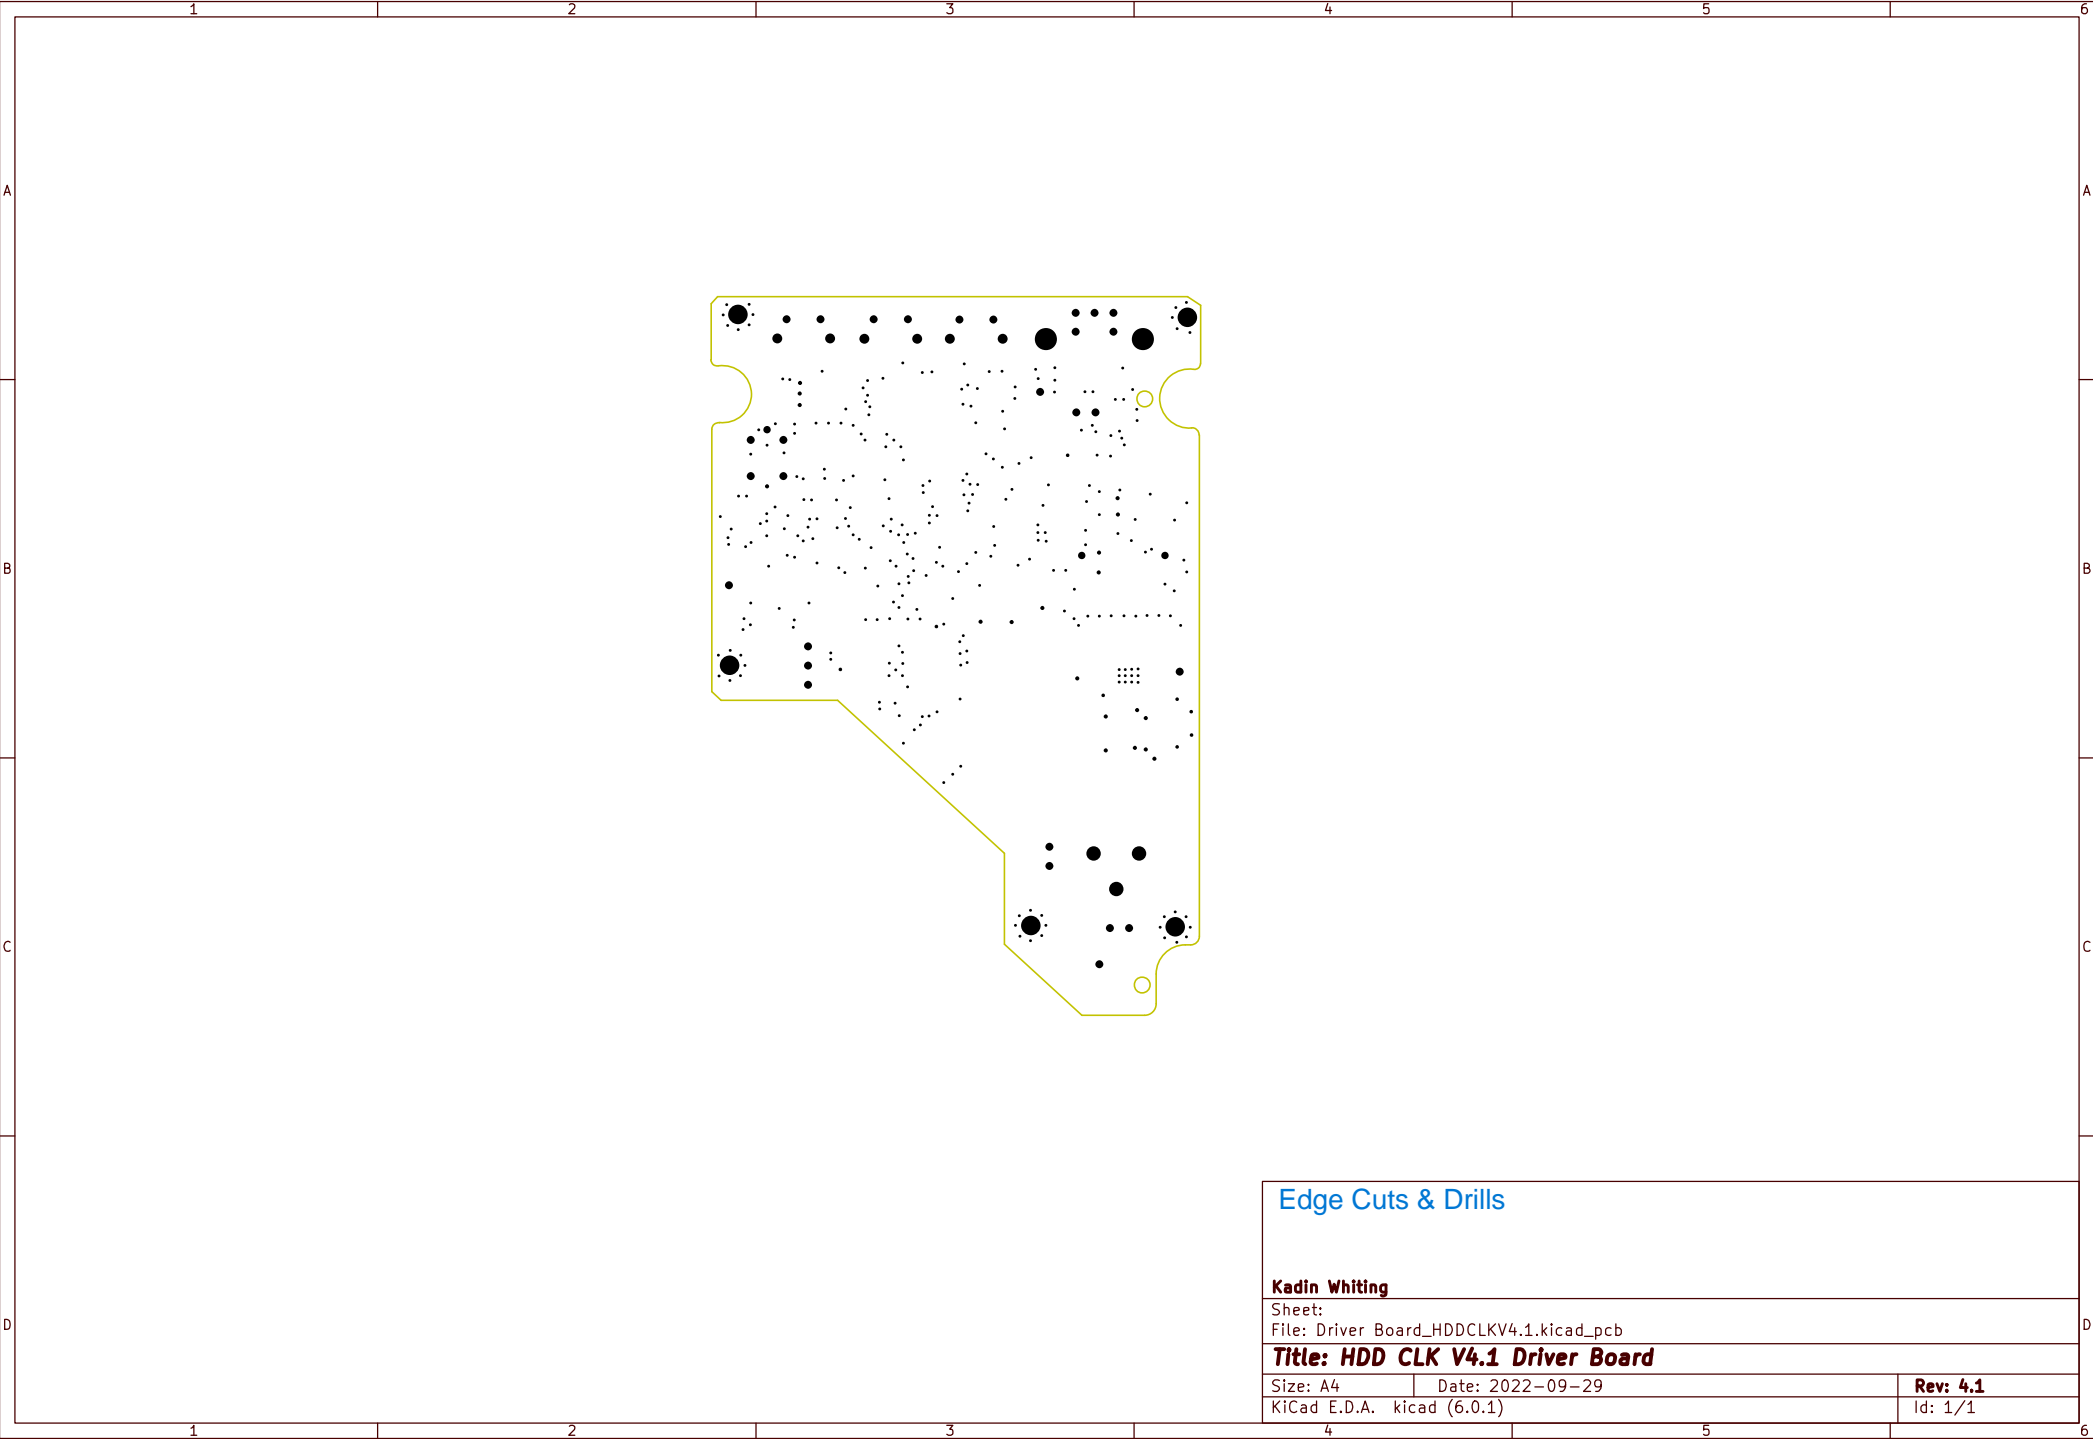 1 2 3 4 5 6
A A
B B
C C
Edge Cuts & Drills
Kadin Whiting
Sheet:
File: Driver Board_HDDCLKV4.1.kicad_pcb
D D
Title: HDD CLK V4.1 Driver Board
Size: A4 Date: 2022-09-29 Rev: 4.1
KiCad E.D.A. kicad (6.0.1) Id: 1/1
1 2 3 4 5 6